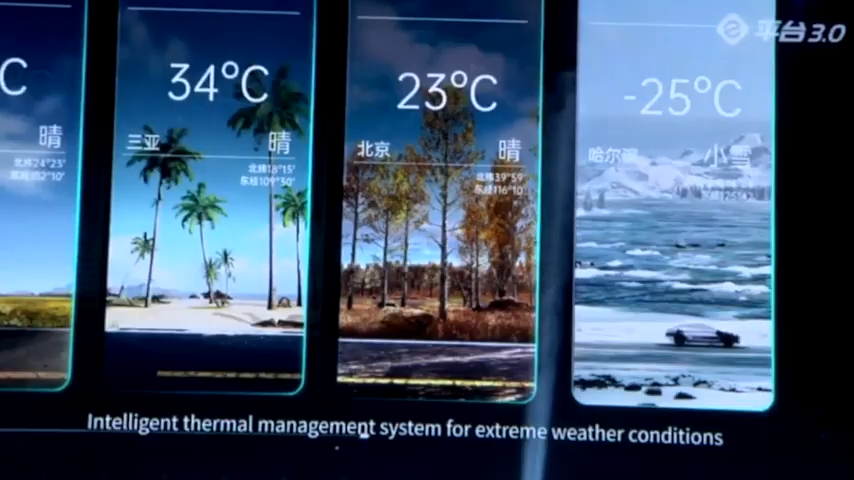 平台3.0
C
34°C
23°C
-25°C
晴
三亚
晴
北京
晴
哈尔滨
小雪
北纬24°23'
北纬18°15'
东经109°30'
北纬39°59
东经116°10'
Intelligent thermal management system for extreme weather conditions